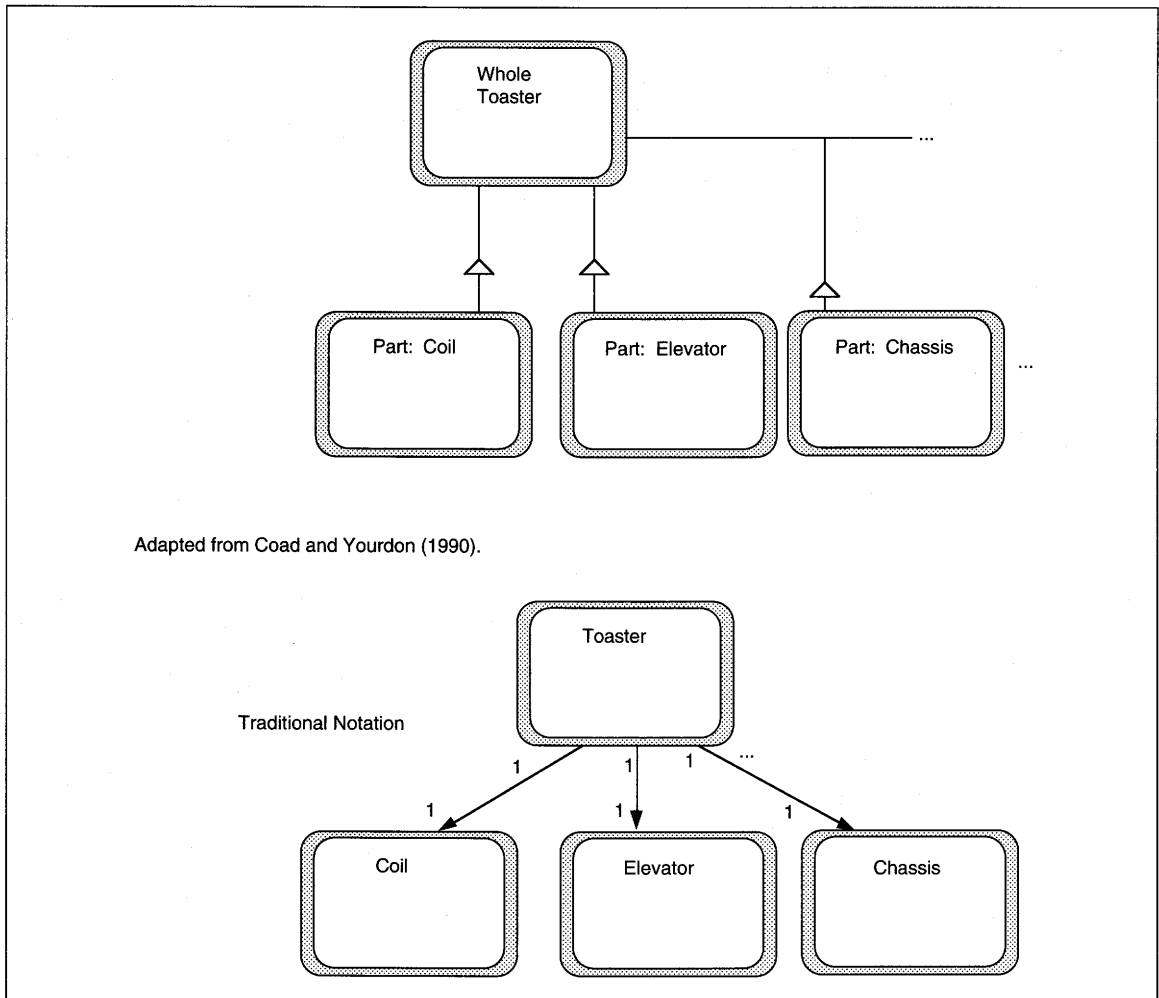 Whole
Toaster
...
Part: Coil
Part: Elevator
Part: Chassis
...
Adapted from Coad and Yourdon (1990).
Toaster
Traditional Notation
1
1
1
...
1
1
1
Coil
Elevator
Chassis